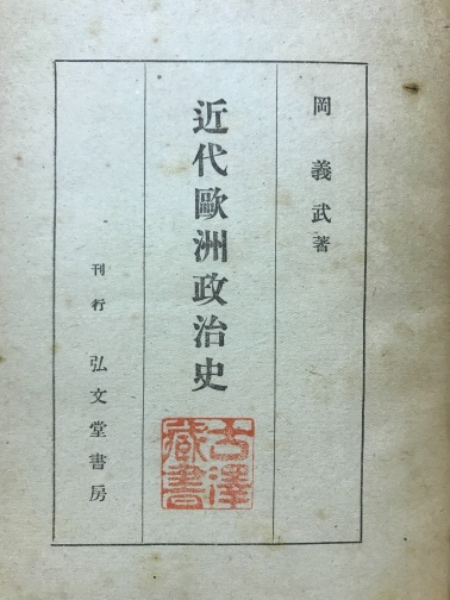 岡義武著
近代歐洲政治史
古澤
藏書
刊行 弘文堂書房